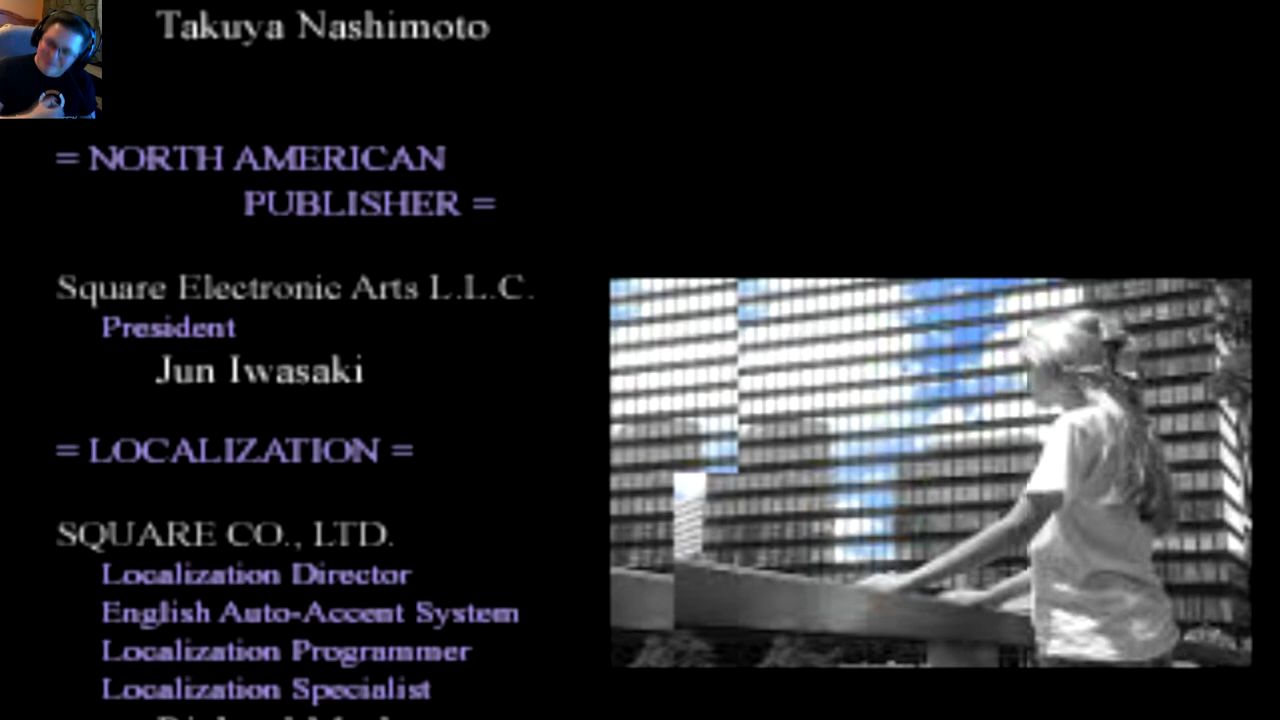 Takuya Nashimoto
= NORTH AMERICAN
PUBLISHER =
Square Electronic Arts L.L.C.
President
Jun Iwasaki
= LOCALIZATION =
SQUARE CO., LTD.
Localization Director
English Auto-Accent System
Localization Programmer
Localization Specialist